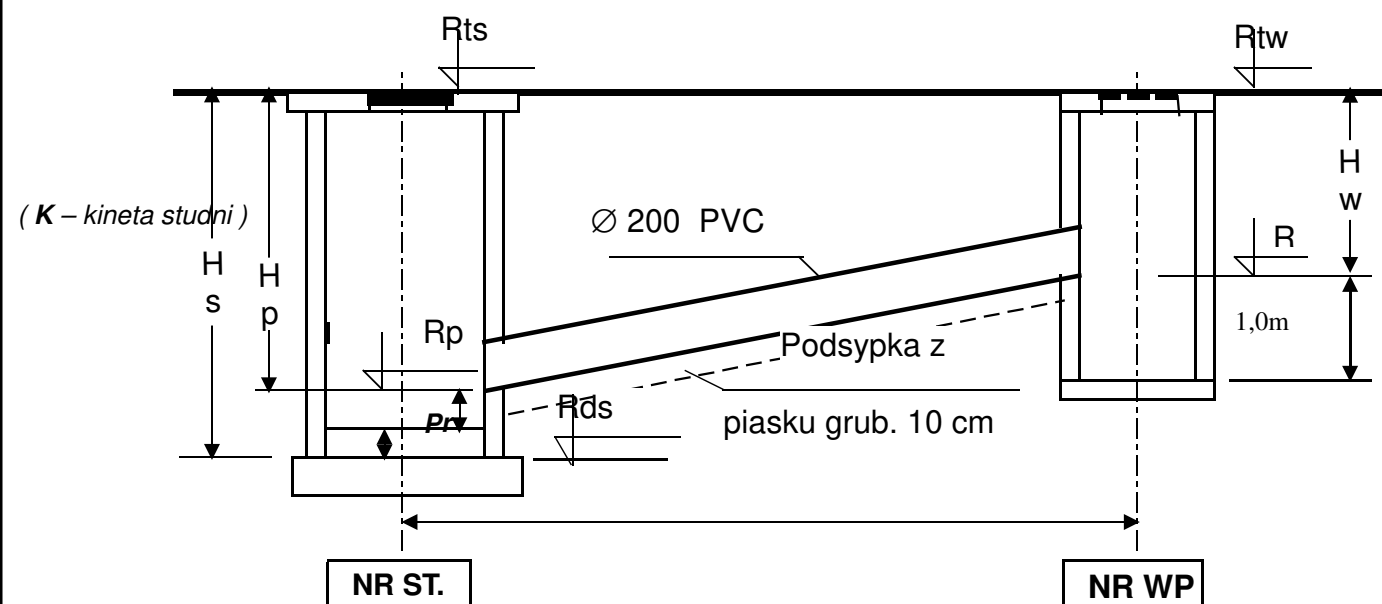 Rts
Rtw
( K – kineta studni )
∅ 200 PVC
H
w
R
H
s
H
p
Rp
1,0m
Podsypka z
Pr
Rds
piasku grub. 10 cm
NR ST.
NR WP